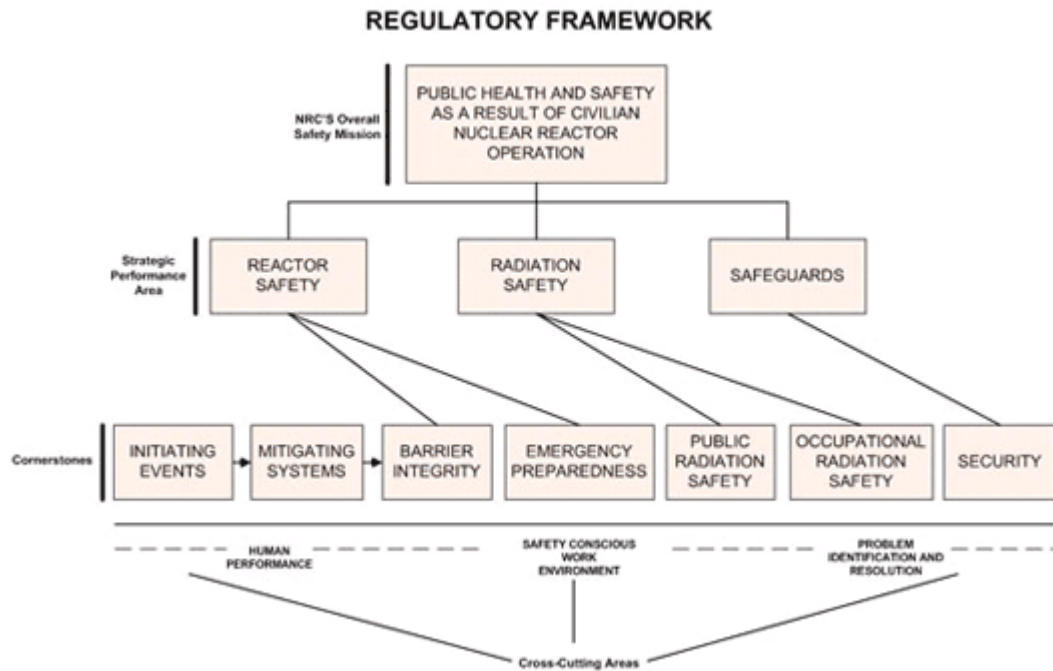 REGULATORY FRAMEWORK
NRC'S Overall
Safety Mission
PUBLIC HEALTH AND SAFETY
AS A RESULT OF CIVILIAN
NUCLEAR REACTOR
OPERATION
Strategic
Performance
Area
REACTOR
SAFETY
RADIATION
SAFETY
SAFEGUARDS
Cornerstones
INITIATING
EVENTS
MITIGATING
SYSTEMS
BARRIER
INTEGRITY
EMERGENCY
PREPAREDNESS
PUBLIC
RADIATION
SAFETY
OCCUPATIONAL
RADIATION
SAFETY
SECURITY
HUMAN
PERFORMANCE
SAFETY CONSCIOUS
WORK
ENVIRONMENT
PROBLEM
IDENTIFICATION AND
RESOLUTION
Cross-Cutting Areas